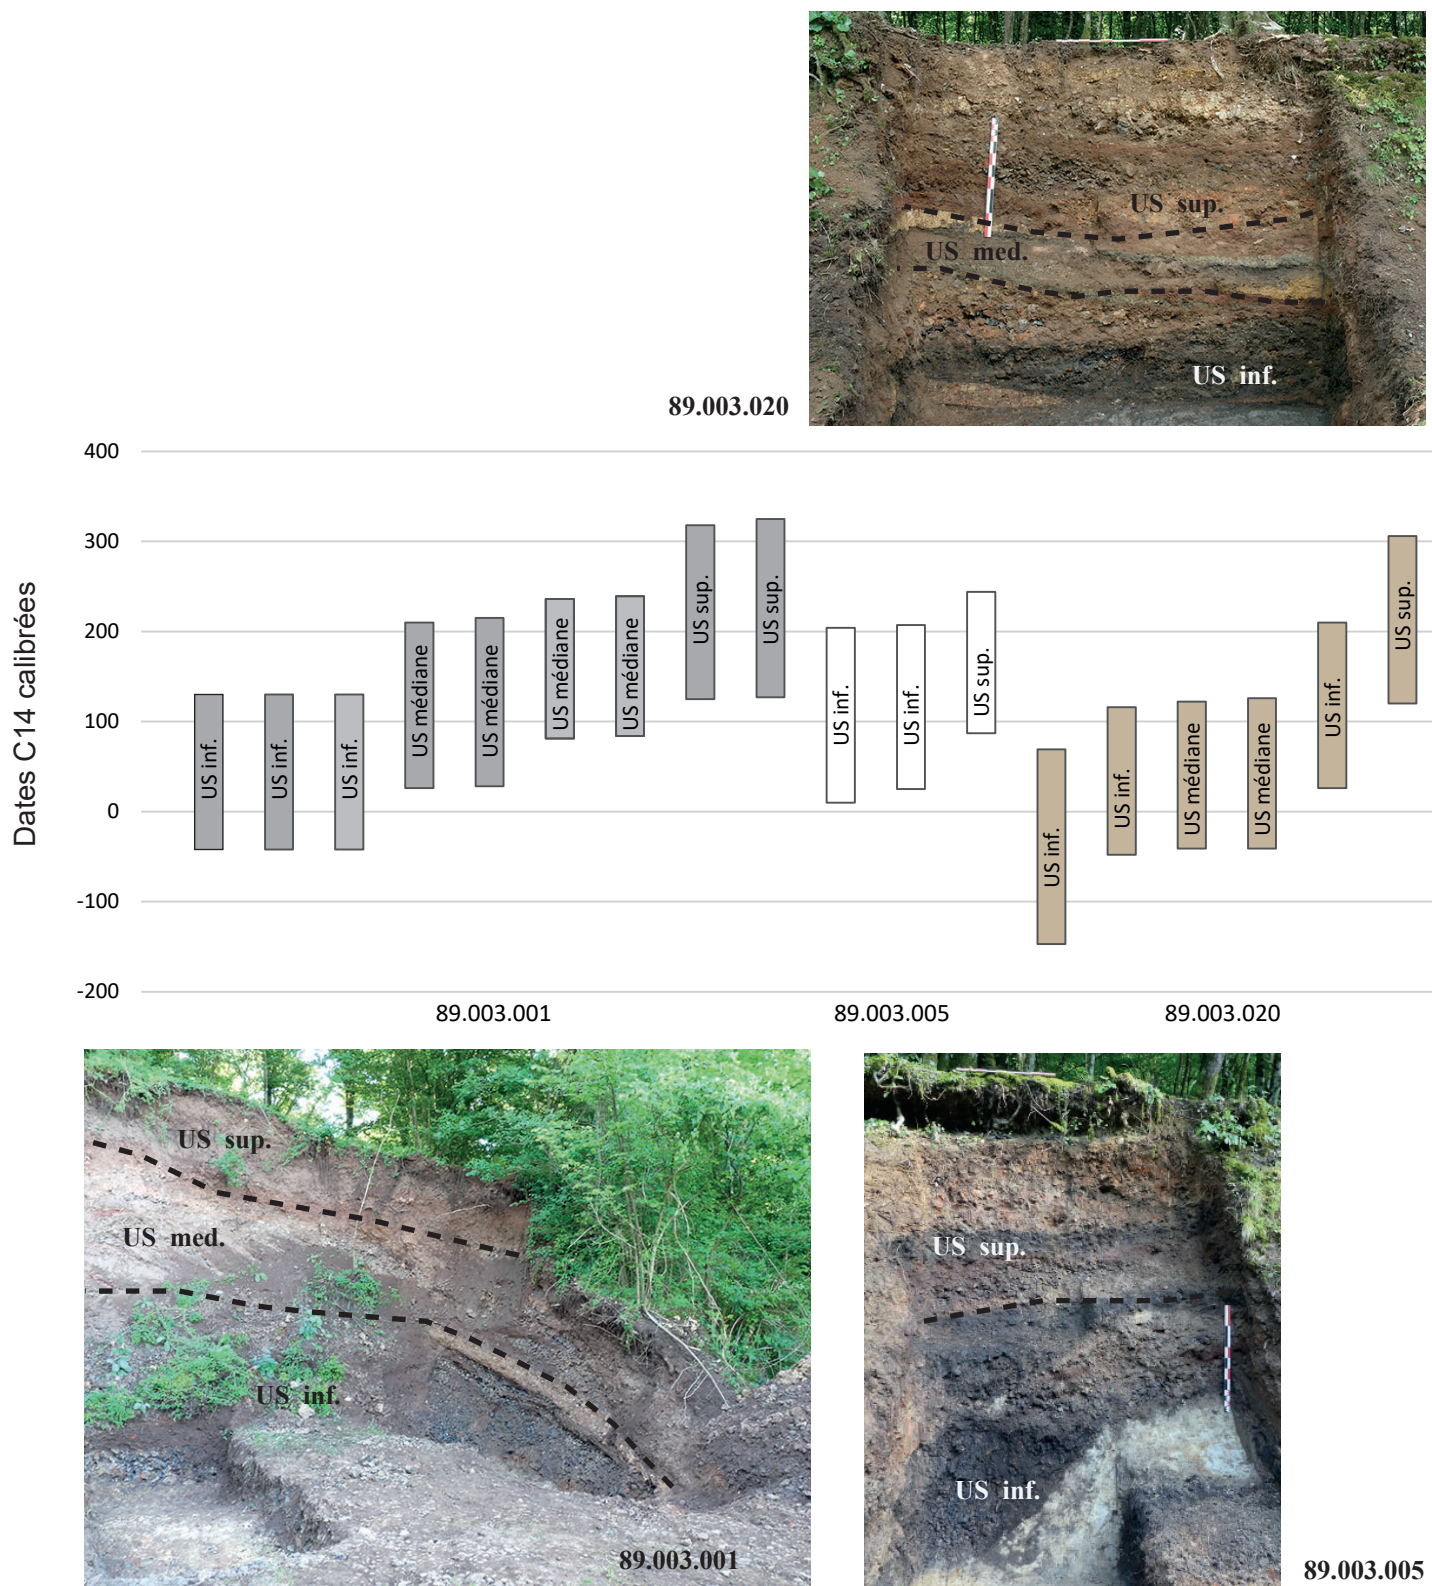 US sup.
US med.
US inf.
89.003.020
400
300
200
100
0
-100
-200
Dates C14 calibrées
US inf.
US inf.
US inf.
US médiane
US médiane
US médiane
US médiane
US sup.
US sup.
US inf.
US inf.
US sup.
US inf.
US inf.
US médiane
US médiane
US inf.
US sup.
89.003.001
89.003.005
89.003.020
US sup.
US med.
US inf.
89.003.001
US sup.
US inf.
89.003.005